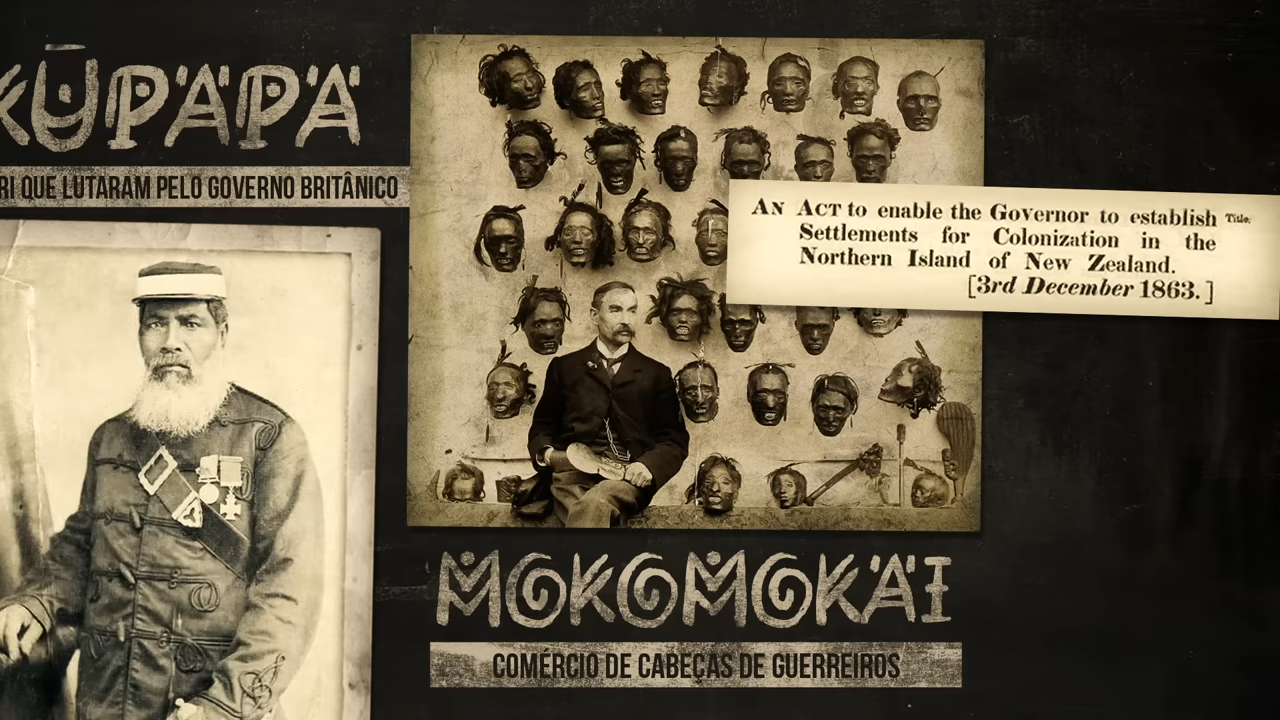 KŪPAPA
RI QUE LUTARAM PELO GOVERNO BRITÂNICO
AN ACT to enable the Governor to establish Title.
Settlements for Colonization in the
Northern Island of New Zealand.
[3rd December 1863.]
MOKOMOKAI
COMÉRCIO DE CABEÇAS DE GUERREIROS